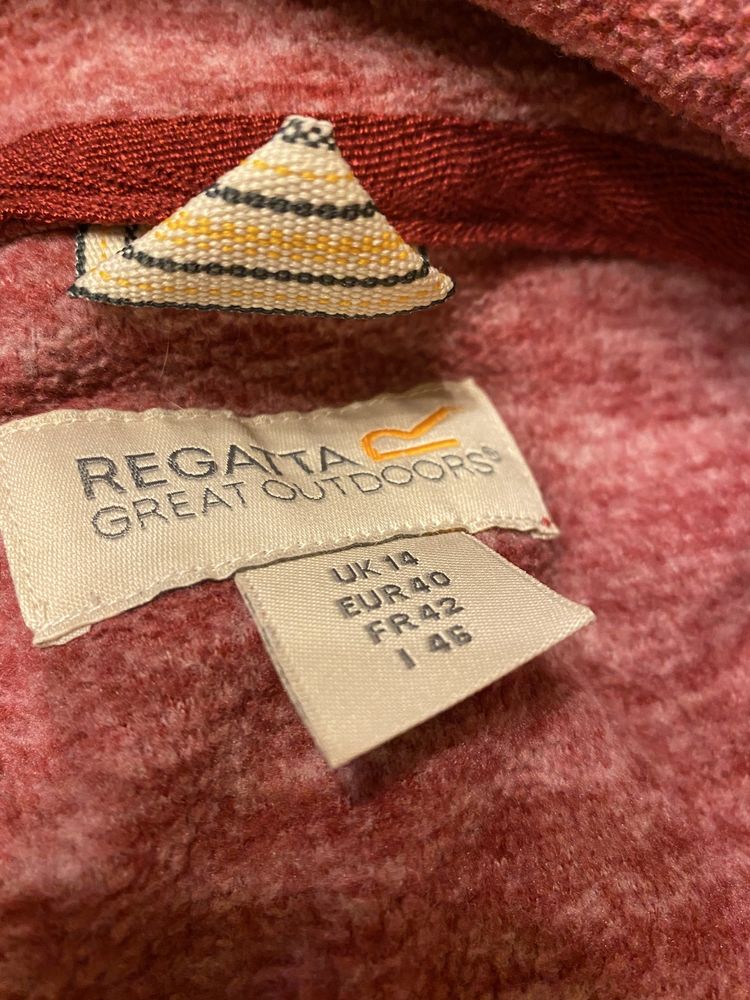 REGATTA
GREAT OUTDOORS®
UK 14
EUR 40
FR 42
I 46